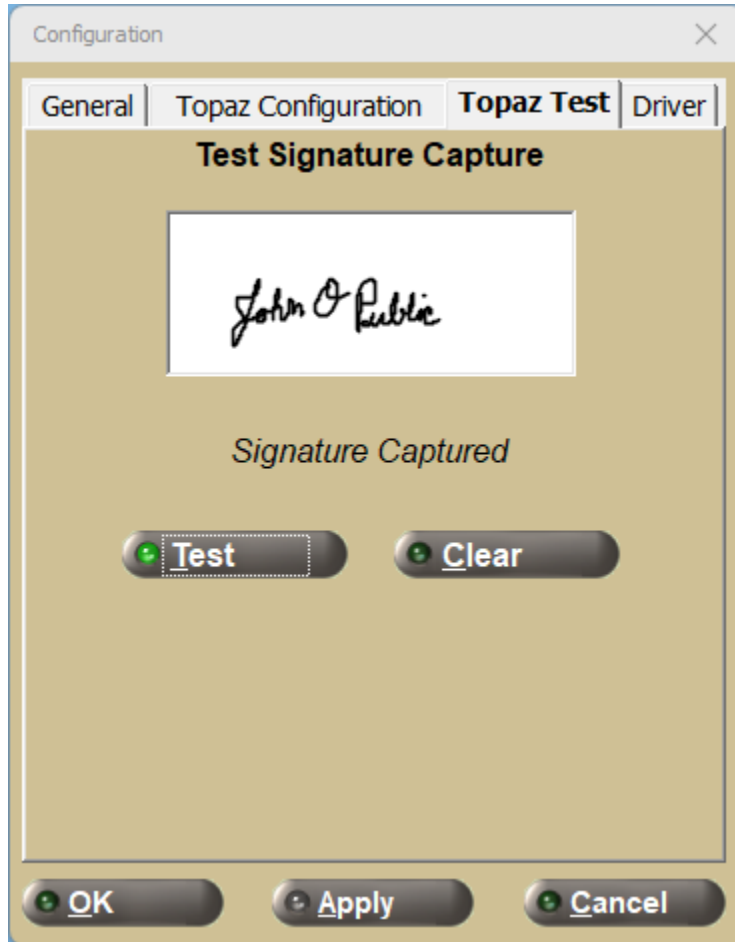 Configuration
General Topaz Configuration Topaz Test Driver
Test Signature Capture
John O Public
Signature Captured
Test Clear
OK Apply Cancel